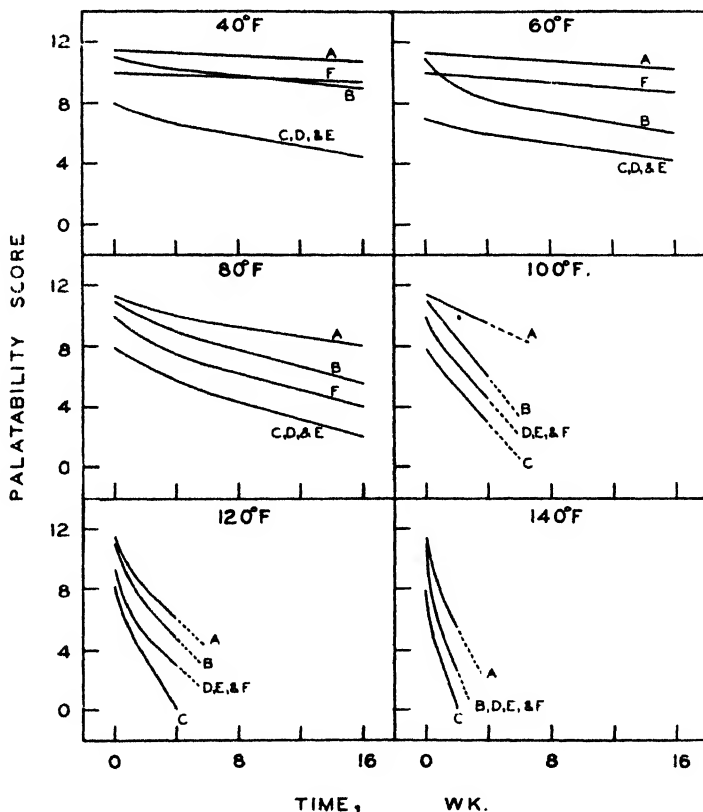 40°F
60°F
12
8
4
0
A
F
B
C,D, & E
A
F
B
C,D, & E
80°F
100°F.
12
8
4
0
A
B
F
C,D, & E
A
B
D,E, & F
C
120°F
140°F
12
8
4
0
A
B
D,E, & F
C
A
B, D, E, & F
C
0 8 16 0 8 16
PALATABILITY SCORE
TIME, WK.